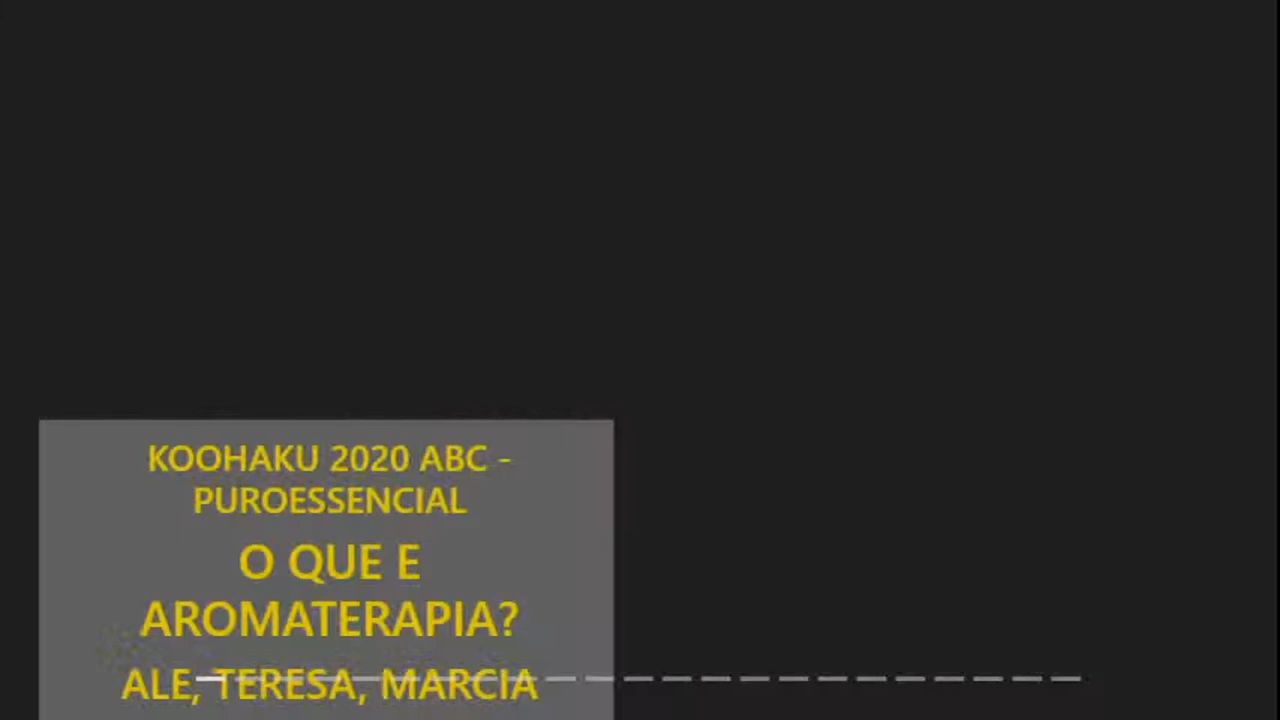 KOOHAKU 2020 ABC -
PUROESSENCIAL
O QUE E
AROMATERAPIA?
ALE, TERESA, MARCIA